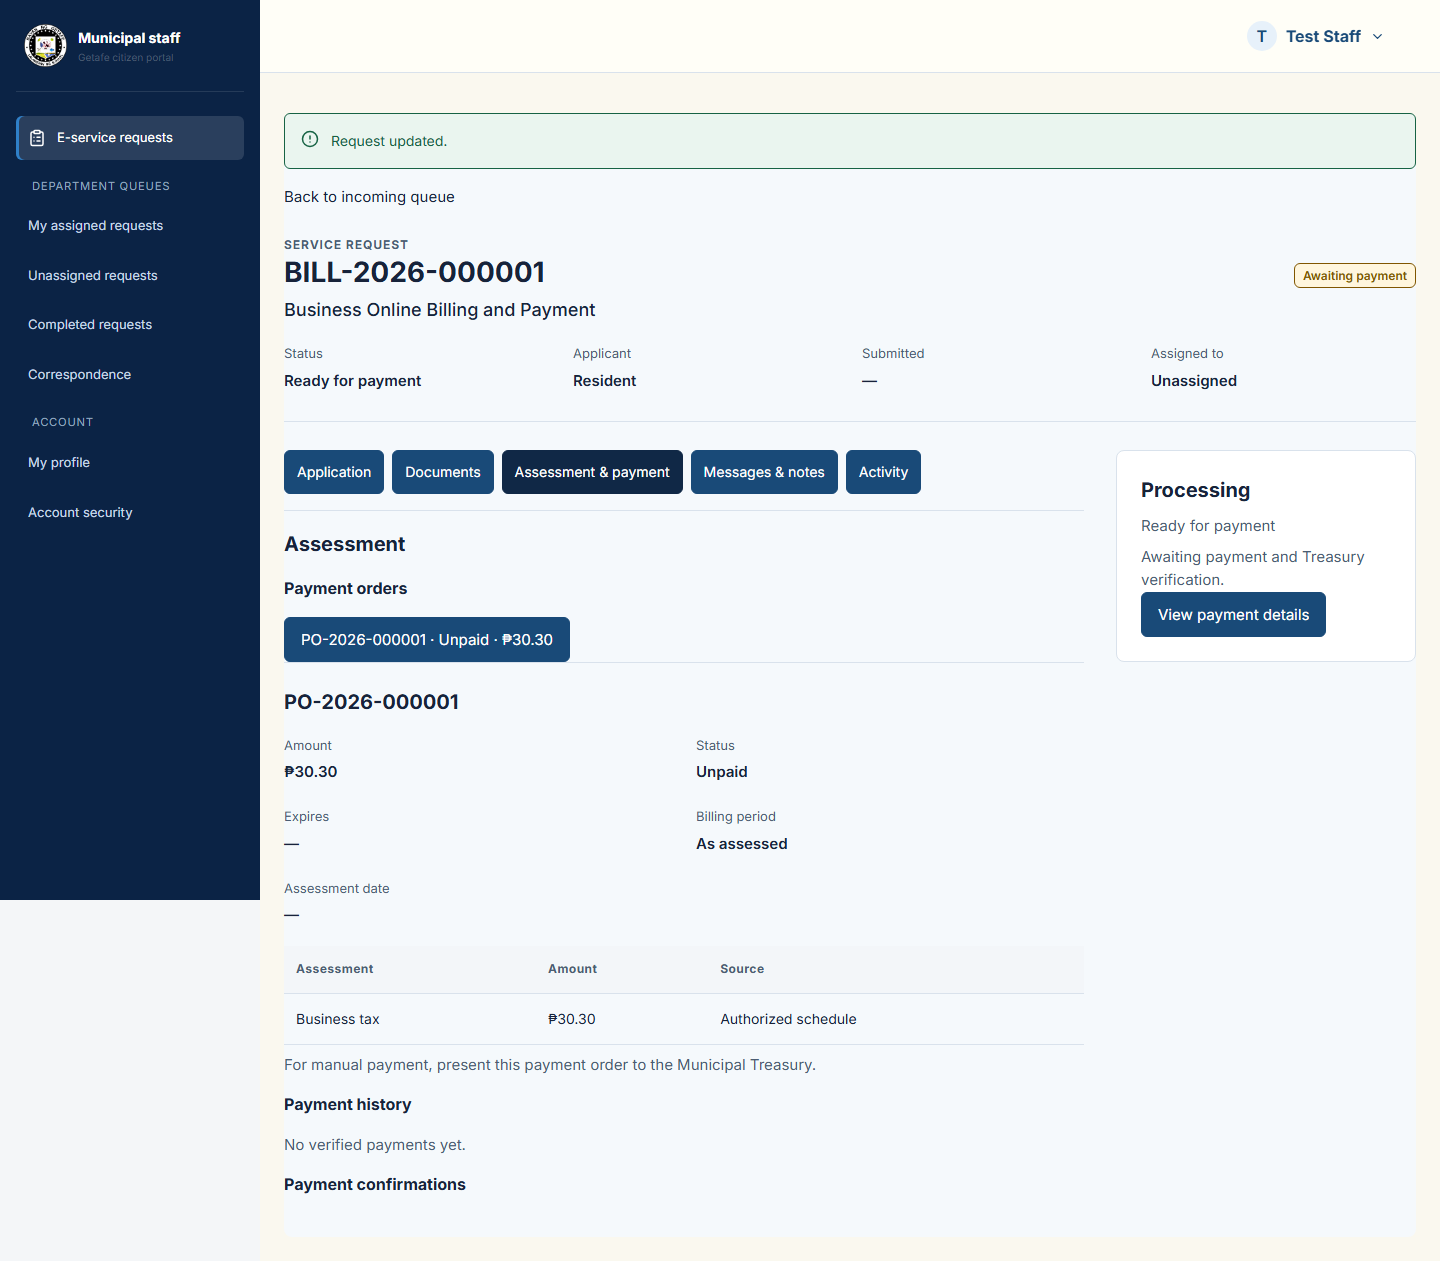 Municipal staff
Getafe citizen portal
E-service requests
DEPARTMENT QUEUES
My assigned requests
Unassigned requests
Completed requests
Correspondence
ACCOUNT
My profile
Account security
T Test Staff
Request updated.
Back to incoming queue
SERVICE REQUEST
BILL-2026-000001
Awaiting payment
Business Online Billing and Payment
Status Applicant Submitted Assigned to
Ready for payment Resident — Unassigned
Application Documents Assessment & payment Messages & notes Activity
Assessment
Payment orders
PO-2026-000001 · Unpaid · ₱30.30
PO-2026-000001
Amount Status
₱30.30 Unpaid
Expires Billing period
— As assessed
Assessment date
—
Assessment Amount Source
Business tax ₱30.30 Authorized schedule
For manual payment, present this payment order to the Municipal Treasury.
Payment history
No verified payments yet.
Payment confirmations
Processing
Ready for payment
Awaiting payment and Treasury
verification.
View payment details